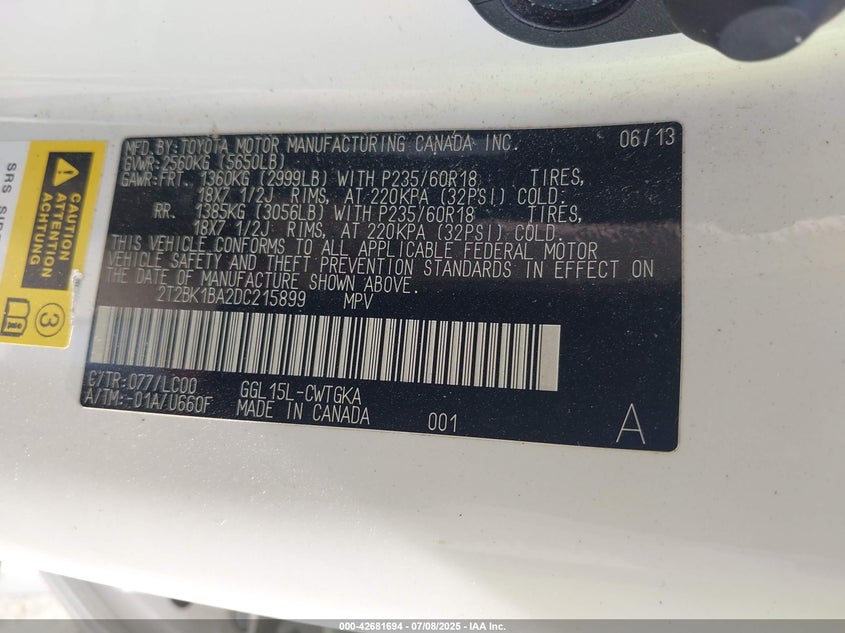 MFD. BY: TOYOTA MOTOR MANUFACTURING CANADA INC. 06/13
GVWR: 2560KG (5650LB)
GAWR: FRT. 1360KG (2999LB) WITH P235/60R18 TIRES,
18X7 1/2J RIMS, AT 220KPA (32PSI) COLD.
RR. 1385KG (3056LB) WITH P235/60R18 TIRES,
18X7 1/2J RIMS, AT 220KPA (32PSI) COLD.
THIS VEHICLE CONFORMS TO ALL APPLICABLE FEDERAL MOTOR
VEHICLE SAFETY AND THEFT PREVENTION STANDARDS IN EFFECT ON
THE DATE OF MANUFACTURE SHOWN ABOVE.
2T2BK1BA2DC215899 MPV
C/TR: 077/LC00 GGL15L-CWTGKA
A/TM: -01A/U660F MADE IN CANADA 001 A
CAUTION
ATTENTION
ACHTUNG
3
SRS
000-42681694 - 07/08/2025 - IAA Inc.